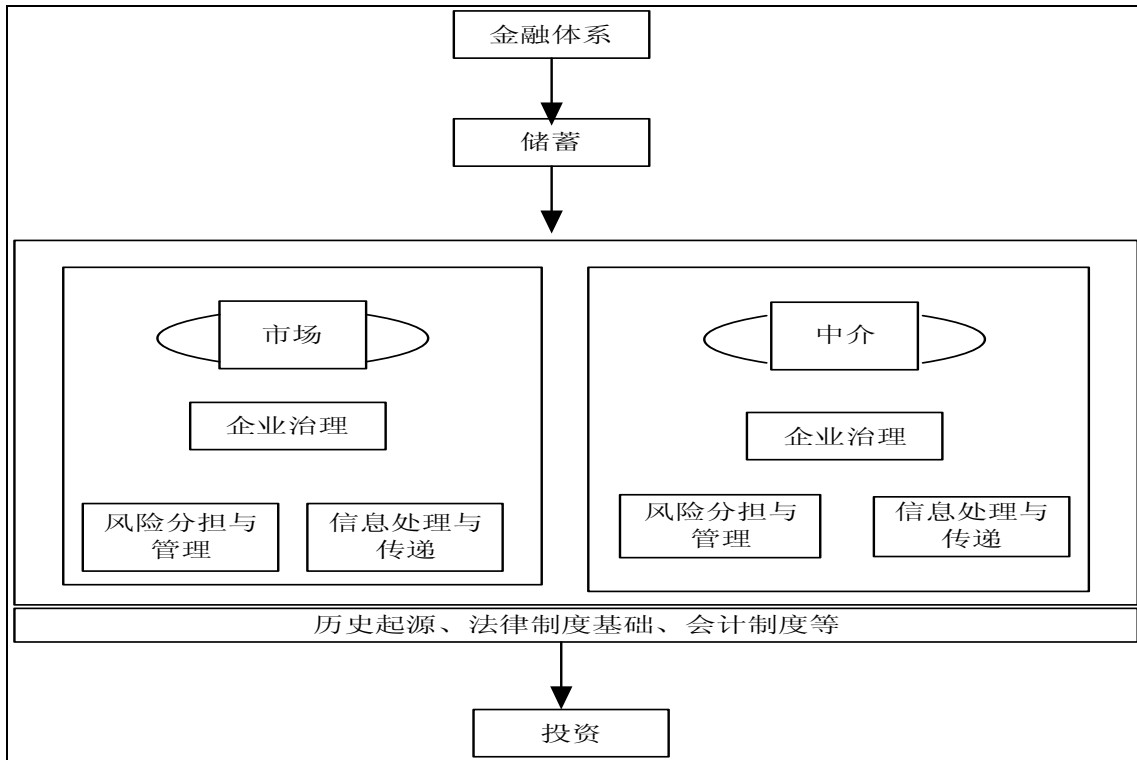 金融体系
储蓄
市场
中介
企业治理
企业治理
风险分担与
管理
信息处理与
传递
风险分担与
管理
信息处理与
传递
历史起源、法律制度基础、会计制度等
投资